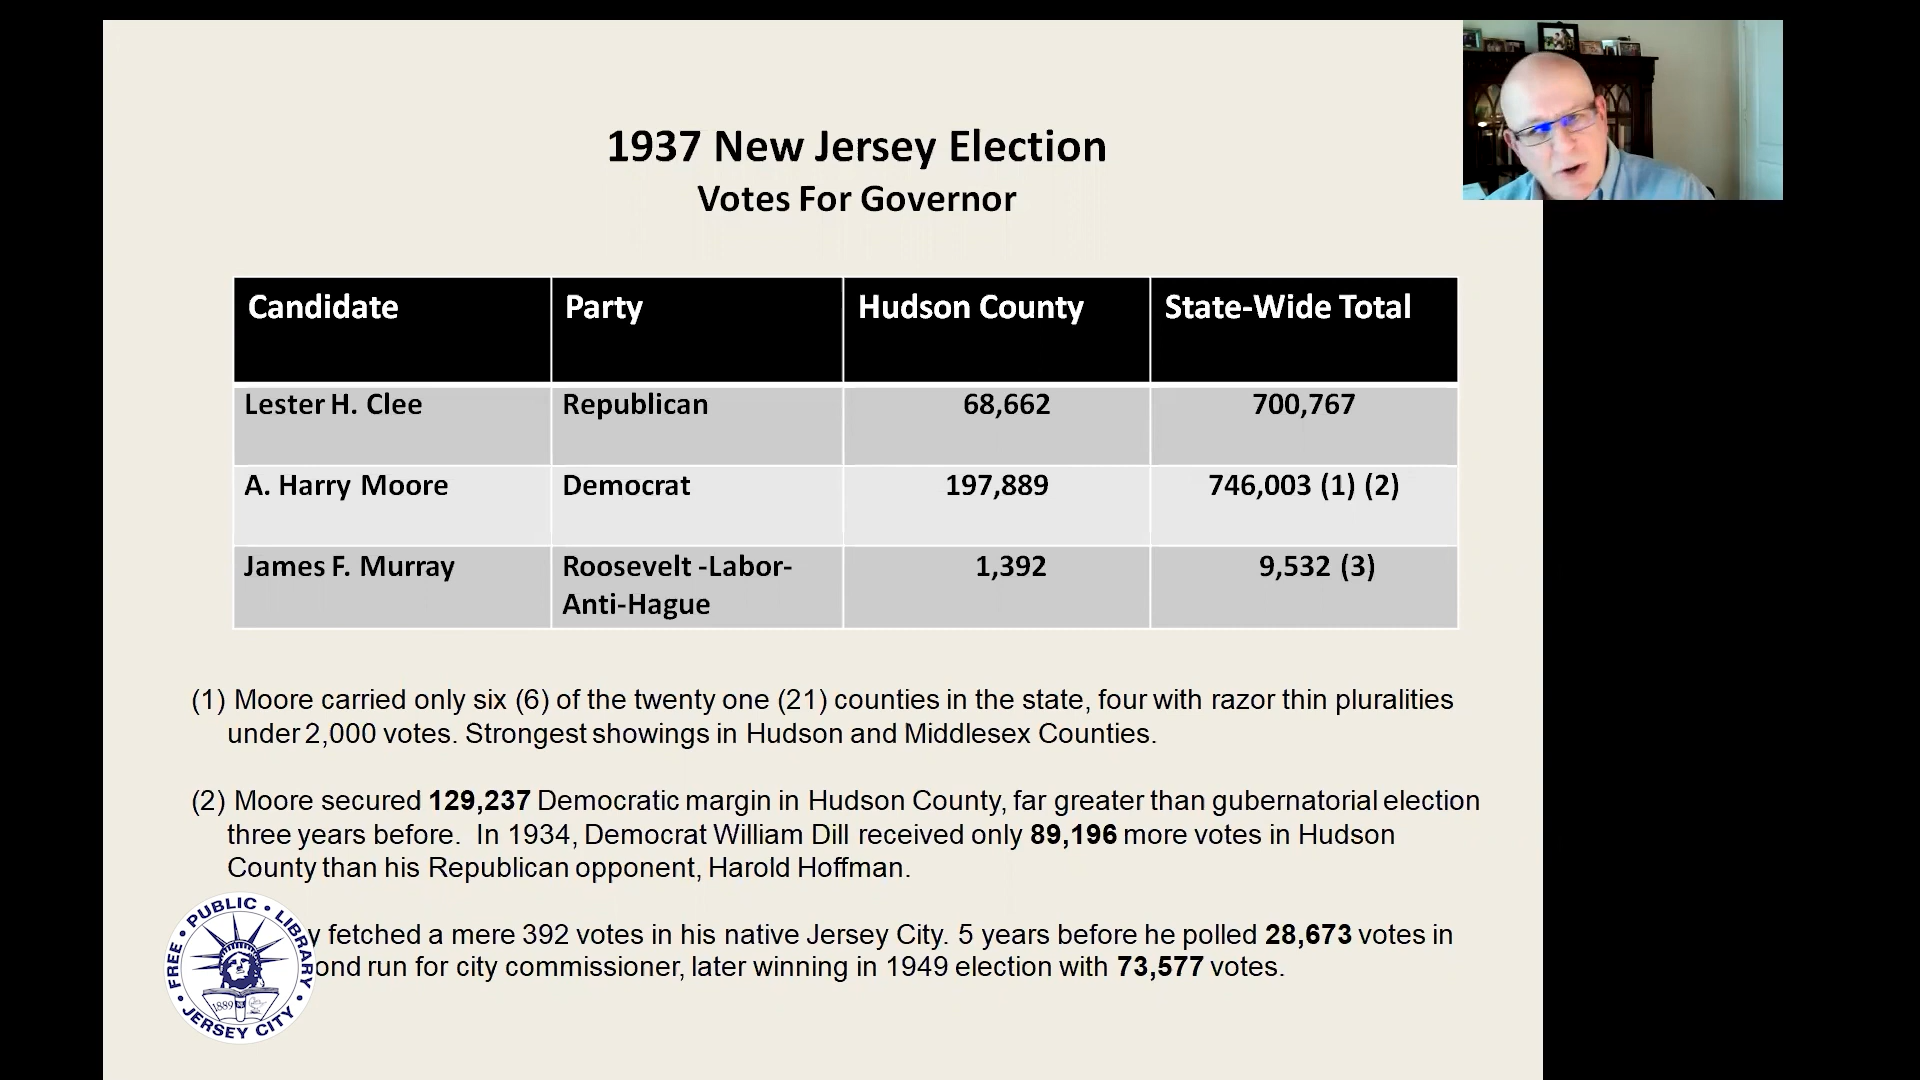 1937 New Jersey Election
Votes For Governor
Candidate Party Hudson County State-Wide Total
Lester H. Clee Republican 68,662 700,767
A. Harry Moore Democrat 197,889 746,003 (1) (2)
James F. Murray Roosevelt -Labor- 1,392 9,532 (3)
Anti-Hague
(1) Moore carried only six (6) of the twenty one (21) counties in the state, four with razor thin pluralities
under 2,000 votes. Strongest showings in Hudson and Middlesex Counties.
(2) Moore secured 129,237 Democratic margin in Hudson County, far greater than gubernatorial election
three years before. In 1934, Democrat William Dill received only 89,196 more votes in Hudson
County than his Republican opponent, Harold Hoffman.
y fetched a mere 392 votes in his native Jersey City. 5 years before he polled 28,673 votes in
ond run for city commissioner, later winning in 1949 election with 73,577 votes.
FREE • PUBLIC • LIBRARY • JERSEY CITY •
1889